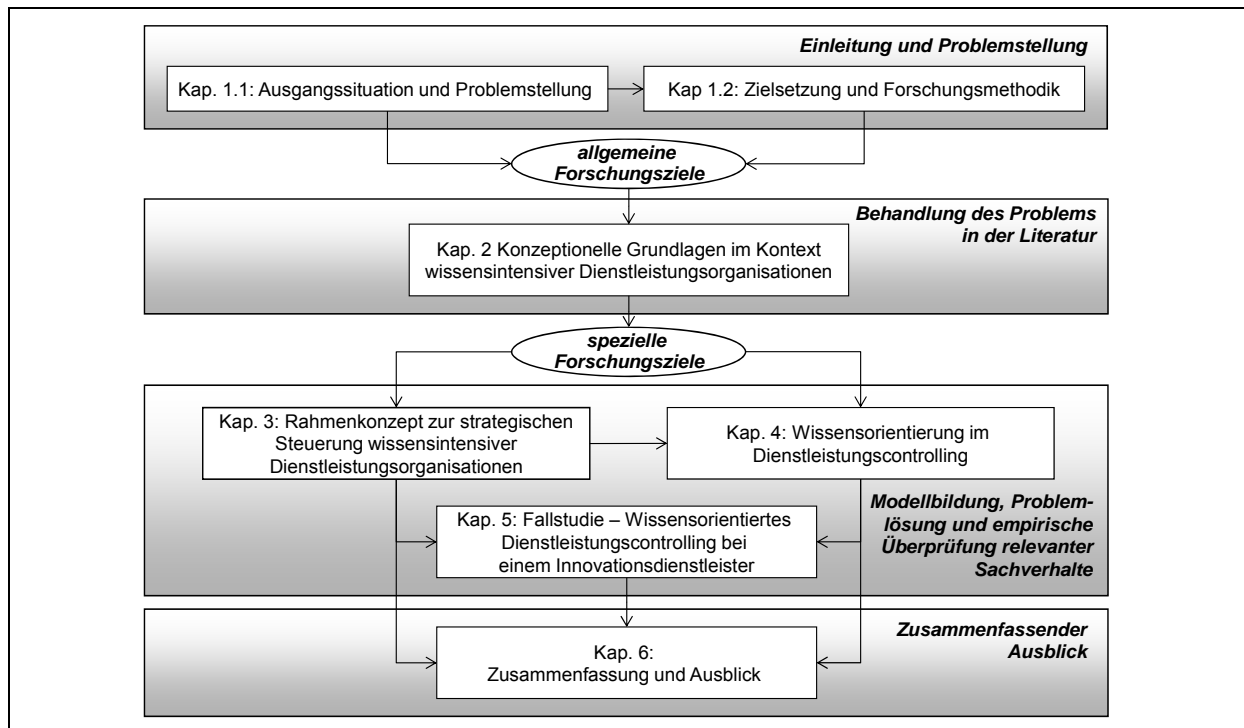 Einleitung und Problemstellung
Kap. 1.1: Ausgangssituation und Problemstellung
Kap 1.2: Zielsetzung und Forschungsmethodik
allgemeine
Forschungsziele
Behandlung des Problems
in der Literatur
Kap. 2 Konzeptionelle Grundlagen im Kontext
wissensintensiver Dienstleistungsorganisationen
spezielle
Forschungsziele
Kap. 3: Rahmenkonzept zur strategischen
Steuerung wissensintensiver
Dienstleistungsorganisationen
Kap. 4: Wissensorientierung im
Dienstleistungscontrolling
Kap. 5: Fallstudie – Wissensorientiertes
Dienstleistungscontrolling bei
einem Innovationsdienstleister
Modellbildung, Problem-
lösung und empirische
Überprüfung relevanter
Sachverhalte
Zusammenfassender
Ausblick
Kap. 6:
Zusammenfassung und Ausblick